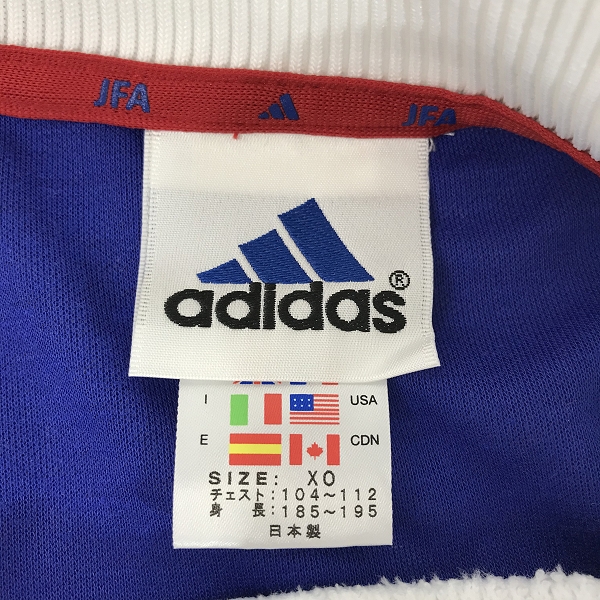 JFA JFA
adidas®
I USA
E CDN
SIZE: XO
チェスト:104～112
身 長:185～195
日本製